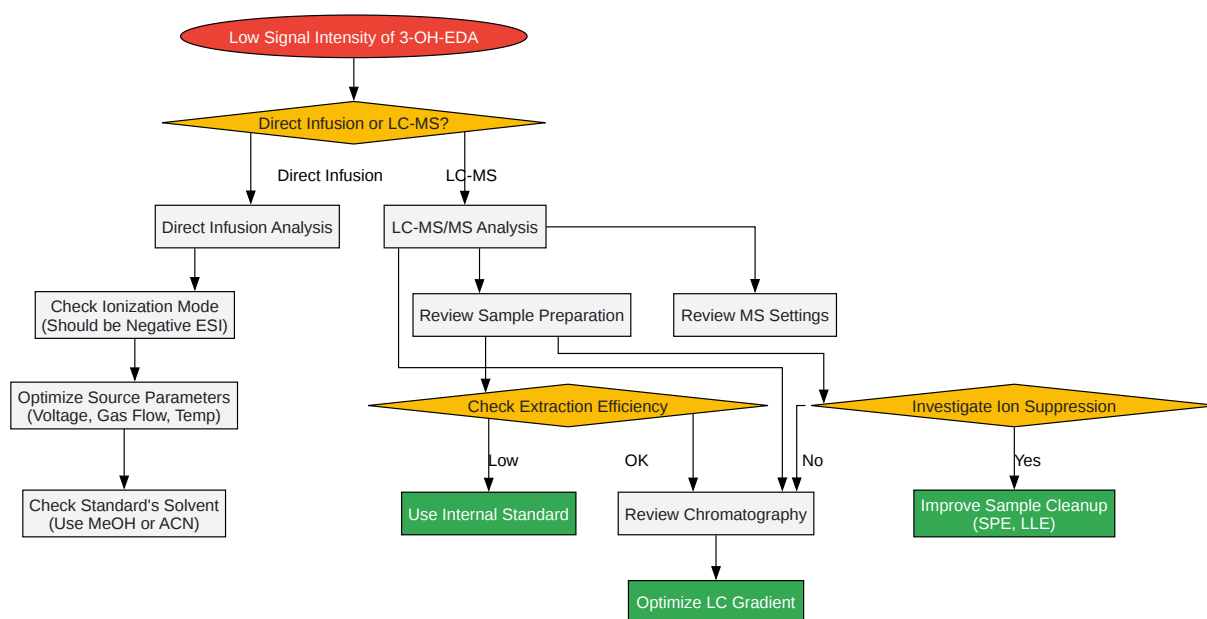 Low Signal Intensity of 3-OH-EDA
Direct Infusion or LC-MS?
Direct Infusion
LC-MS
Direct Infusion Analysis
LC-MS/MS Analysis
Check Ionization Mode
(Should be Negative ESI)
Review Sample Preparation
Review MS Settings
Optimize Source Parameters
(Voltage, Gas Flow, Temp)
Check Extraction Efficiency
Investigate Ion Suppression
Low
OK
No
Yes
Check Standard's Solvent
(Use MeOH or ACN)
Use Internal Standard
Review Chromatography
Improve Sample Cleanup
(SPE, LLE)
Optimize LC Gradient